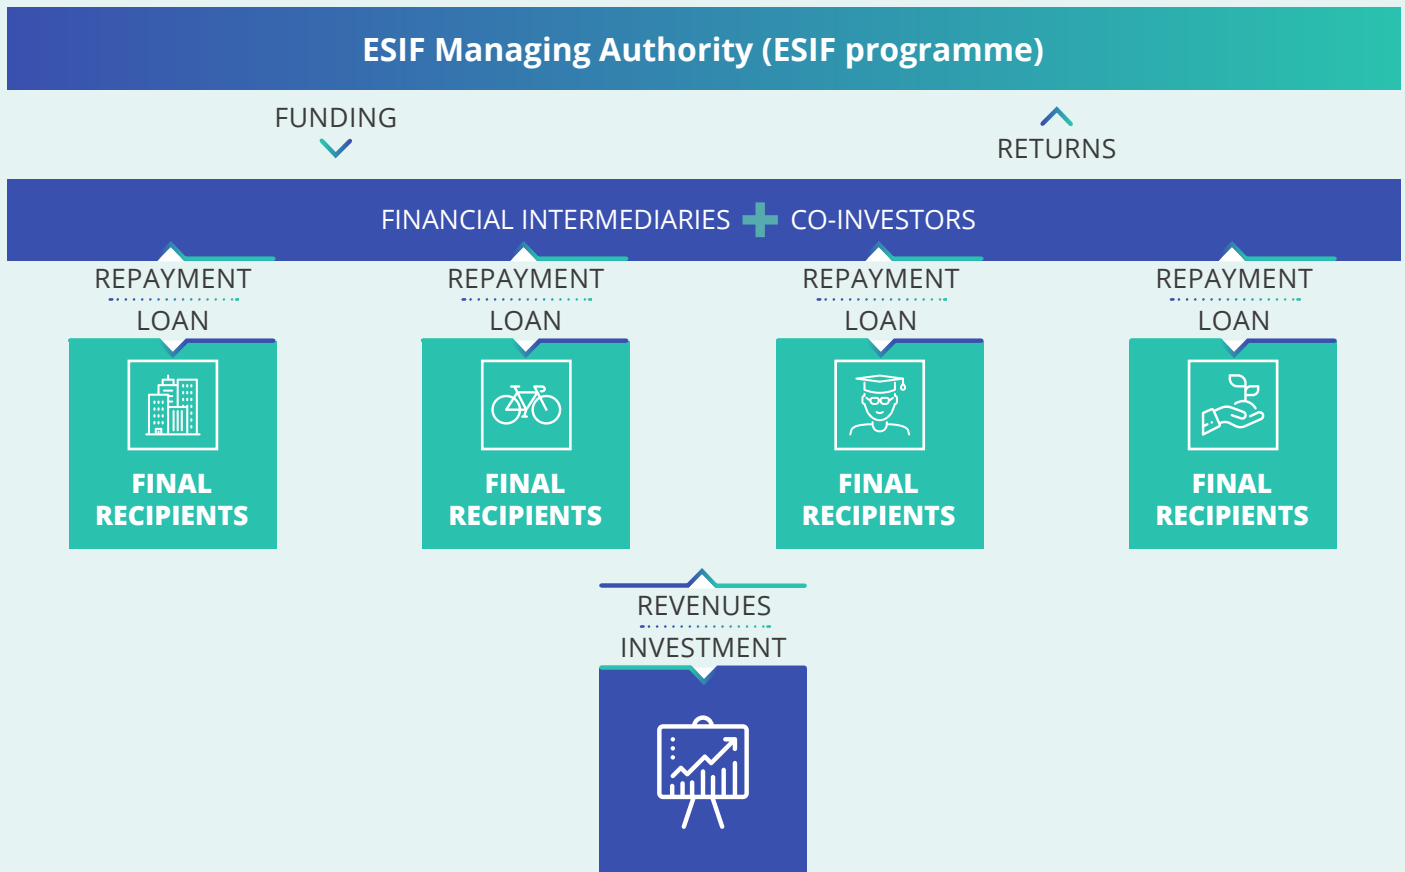 ESIF Managing Authority (ESIF programme)
FUNDING
RETURNS
FINANCIAL INTERMEDIARIES + CO-INVESTORS
REPAYMENT
LOAN
FINAL
RECIPIENTS
REPAYMENT
LOAN
FINAL
RECIPIENTS
REPAYMENT
LOAN
FINAL
RECIPIENTS
REPAYMENT
LOAN
FINAL
RECIPIENTS
REVENUES
INVESTMENT